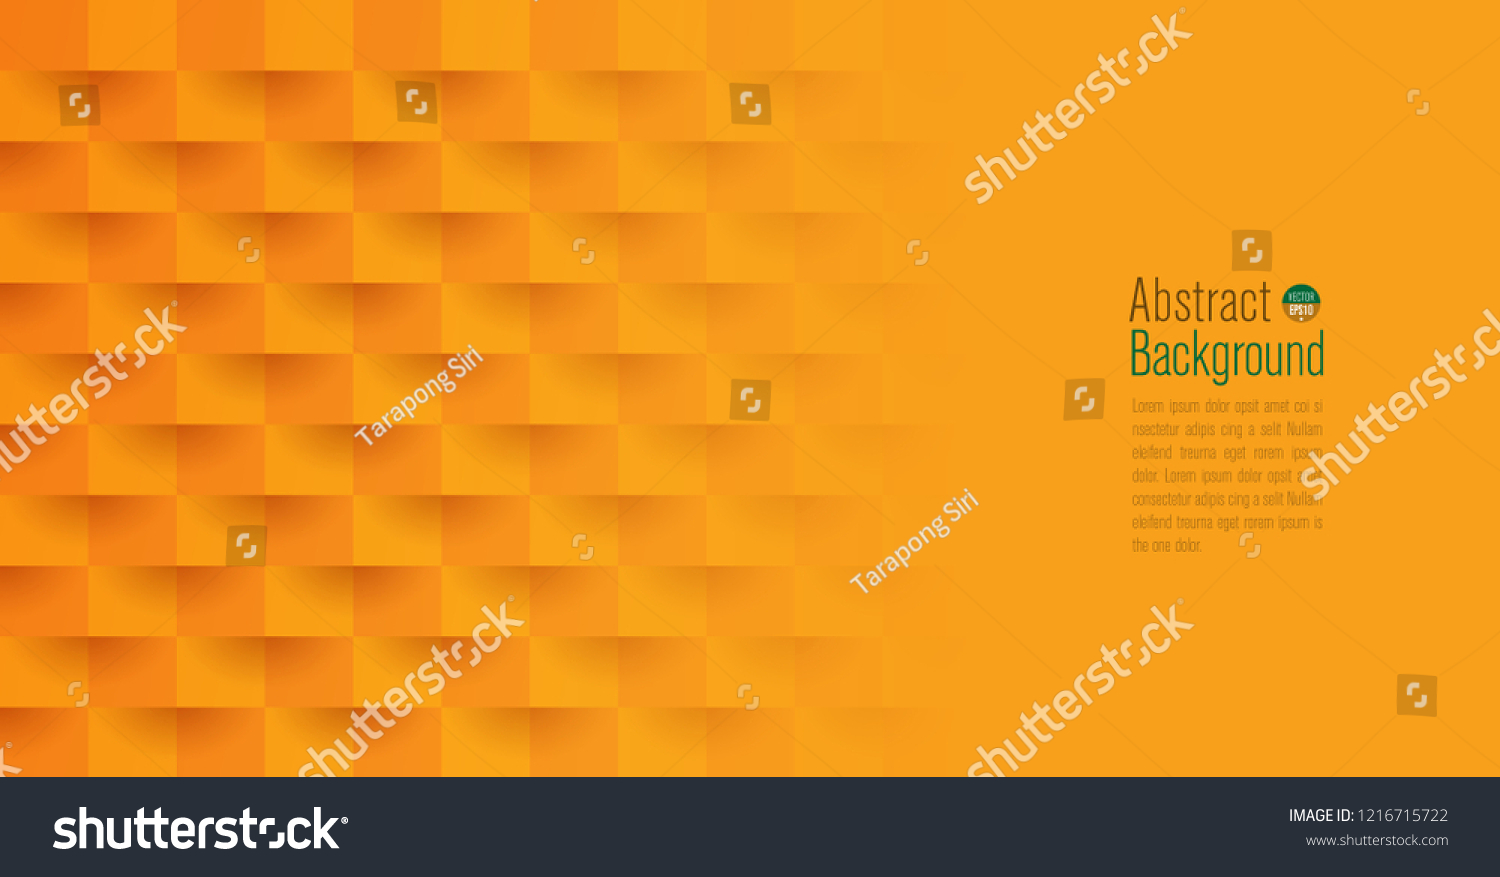 shutterstock
shutterstock
Tarapong Siri
shutterstock
Abstract
VECTOR
EPS10
Background
Lorem ipsum dolor opsit amet coi si
nsectetur adipis cing a selit Nullam
eleifend treurna eget rorem ipsum
dolor. Lorem ipsum dolor opsit a
consectetur adipis cing a selit Nullam
eleifend treurna eget rorem ipsum is
the one dolor.
Tarapong Siri
shutterstock
shutterstock
shutterstock
IMAGE ID: 1216715722
www.shutterstock.com